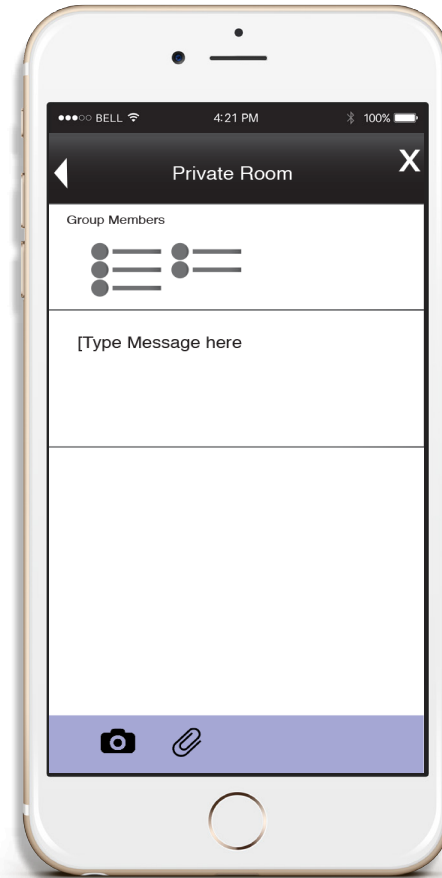 BELL 4:21 PM 100%
Private Room X
Group Members
[Type Message here